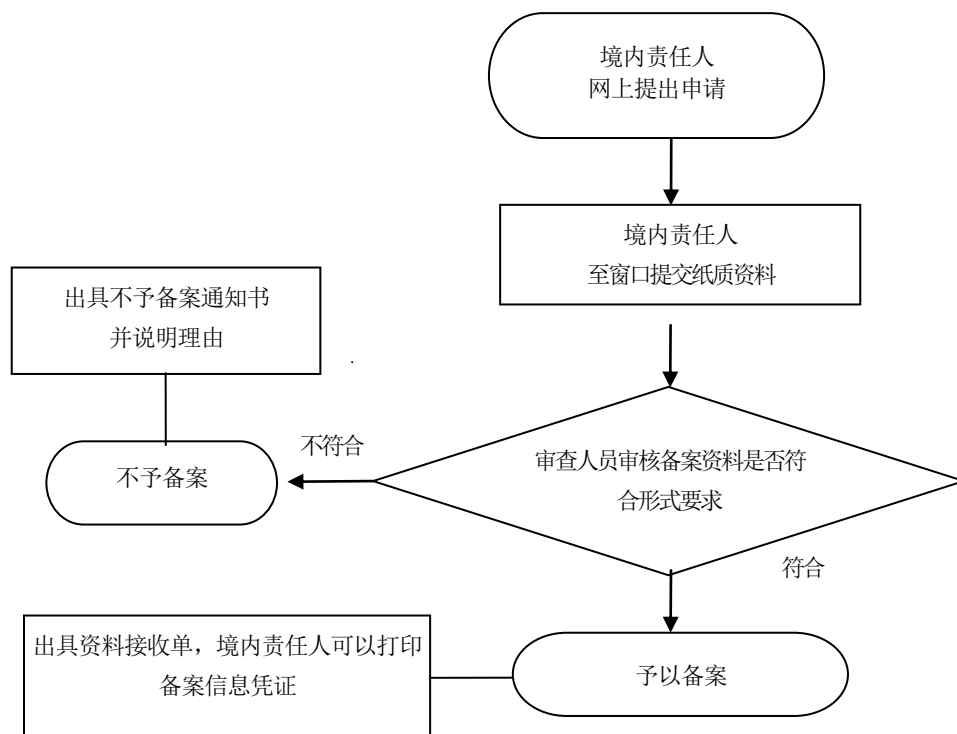 境内责任人
网上提出申请
境内责任人
至窗口提交纸质资料
出具不予备案通知书
并说明理由
不符合
不予备案
审查人员审核备案资料是否符
合形式要求
符合
出具资料接收单，境内责任人可以打印
备案信息凭证
予以备案